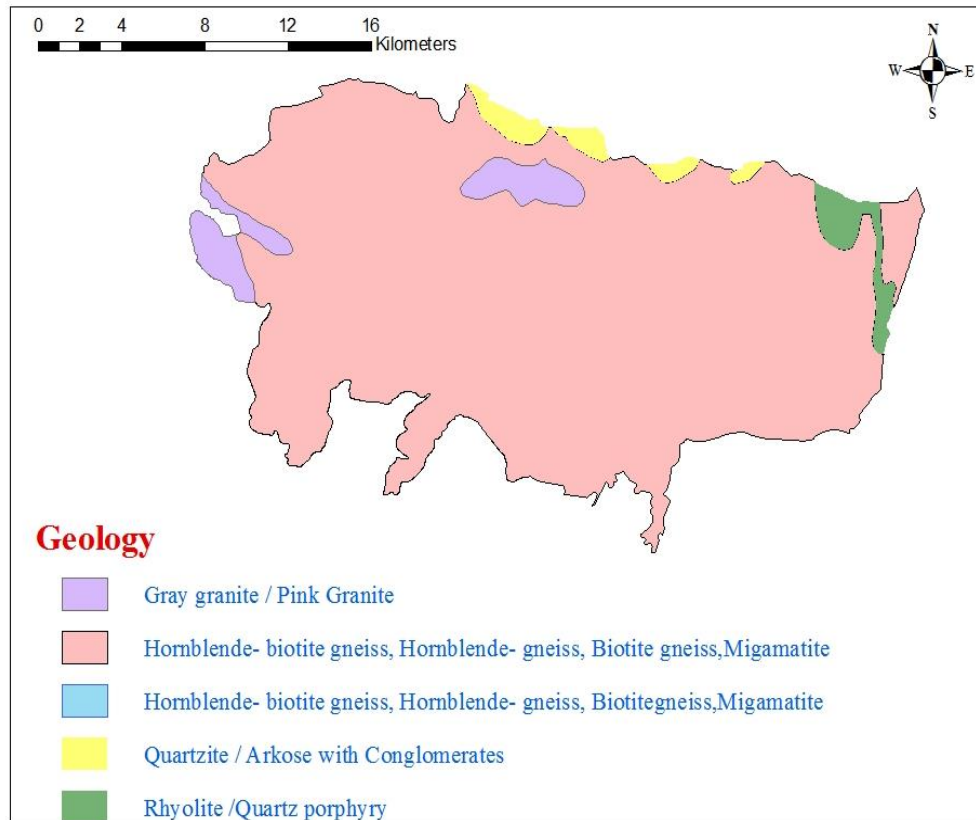 0 2 4 8 12 16
Kilometers
N
W E
S
Geology
Gray granite / Pink Granite
Hornblende- biotite gneiss, Hornblende- gneiss, Biotite gneiss,Migamatite
Hornblende- biotite gneiss, Hornblende- gneiss, Biotitegneiss,Migamatite
Quartzite / Arkose with Conglomerates
Rhyolite /Quartz porphyry